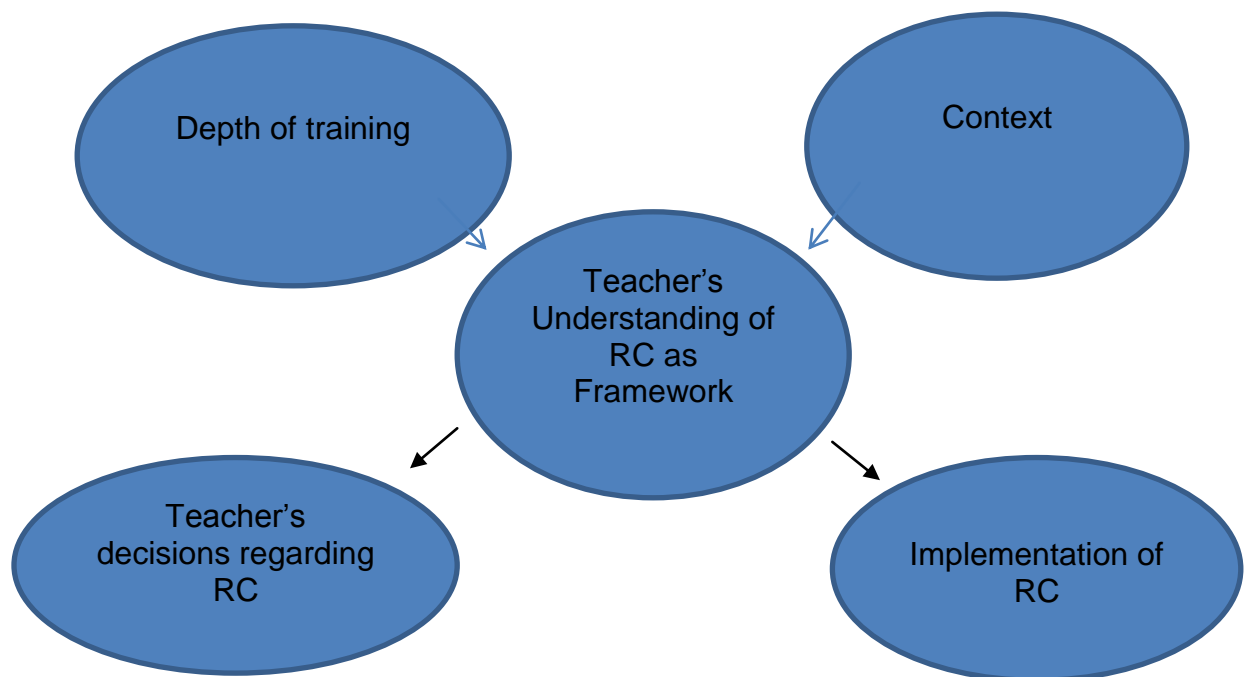 Depth of training
Context
Teacher’s
Understanding of
RC as
Framework
Teacher’s
decisions regarding
RC
Implementation of
RC